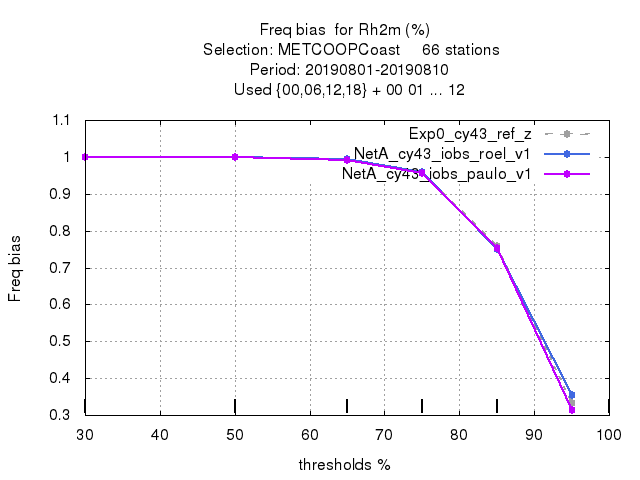 Freq bias  for Rh2m (%)
Selection: METCOOPCoast     66 stations
Period: 20190801-20190810
Used {00,06,12,18} + 00 01 ... 12
Exp0_cy43_ref_z
NetA_cy43_iobs_roel_v1
NetA_cy43_iobs_paulo_v1
1.1
1
0.9
0.8
0.7
0.6
0.5
0.4
0.3
Freq bias
30 40 50 60 70 80 90 100
thresholds %